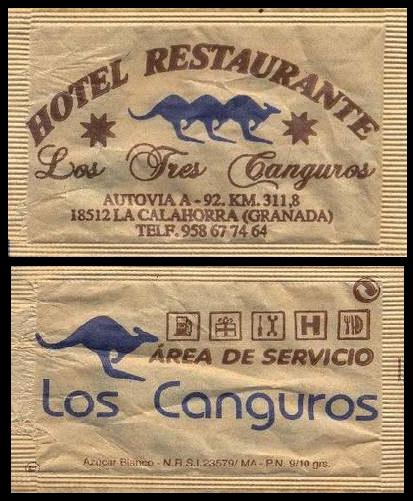 HOTEL RESTAURANTE
Los Tres Canguros
AUTOVIA A - 92. KM. 311,8
18512 LA CALAHORRA (GRANADA)
TELF. 958 67 74 64
H
ÁREA DE SERVICIO
Los Canguros
Azúcar Blanco - N.R.S.I.23579/ MA - P.N. 9/10 grs.